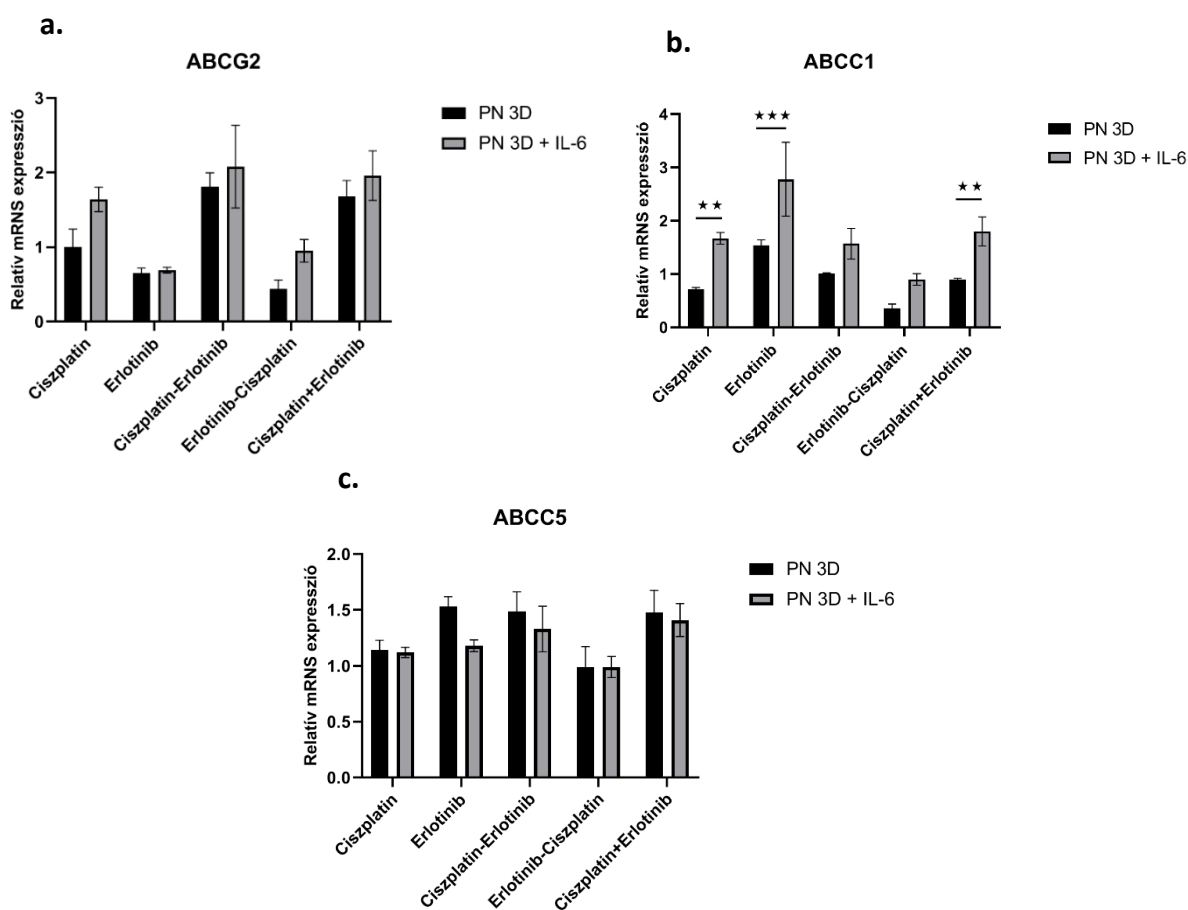 a.
ABCG2
Relatív mRNS expresszió
3
2
1
0
Ciszplatin
Erlotinib
Ciszplatin-Erlotinib
Erlotinib-Ciszplatin
Ciszplatin+Erlotinib
PN 3D
PN 3D + IL-6
b.
ABCC1
Relatív mRNS expresszió
4
3
2
1
0
★★
★★★
★★
Ciszplatin
Erlotinib
Ciszplatin-Erlotinib
Erlotinib-Ciszplatin
Ciszplatin+Erlotinib
PN 3D
PN 3D + IL-6
c.
ABCC5
Relatív mRNS expresszió
2.0
1.5
1.0
0.5
0.0
Ciszplatin
Erlotinib
Ciszplatin-Erlotinib
Erlotinib-Ciszplatin
Ciszplatin+Erlotinib
PN 3D
PN 3D + IL-6